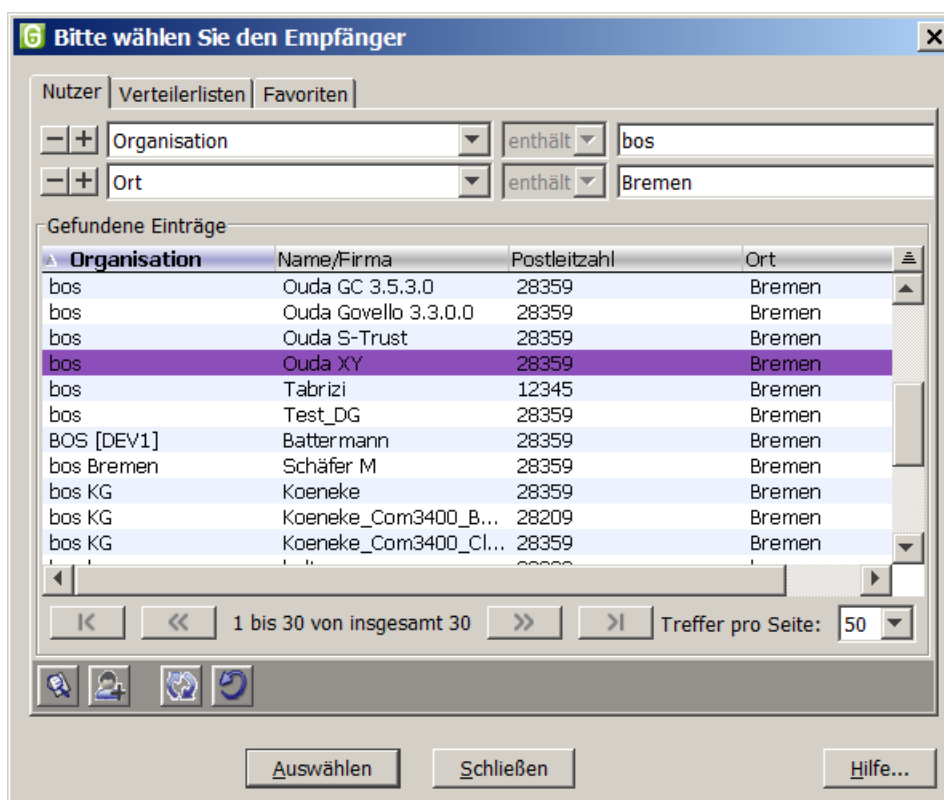 Bitte wählen Sie den Empfänger
Nutzer Verteilerlisten Favoriten
Organisation enthält bos
Ort enthält Bremen
Gefundene Einträge
Organisation Name/Firma Postleitzahl Ort
bos Ouda GC 3.5.3.0 28359 Bremen
bos Ouda Govello 3.3.0.0 28359 Bremen
bos Ouda S-Trust 28359 Bremen
bos Ouda XY 28359 Bremen
bos Tabrizi 12345 Bremen
bos Test_DG 28359 Bremen
BOS [DEV1] Battermann 28359 Bremen
bos Bremen Schäfer M 28359 Bremen
bos KG Koeneke 28359 Bremen
bos KG Koeneke_Com3400_B... 28209 Bremen
bos KG Koeneke_Com3400_Cl... 28359 Bremen
1 bis 30 von insgesamt 30 Treffer pro Seite: 50
Auswählen Schließen Hilfe...